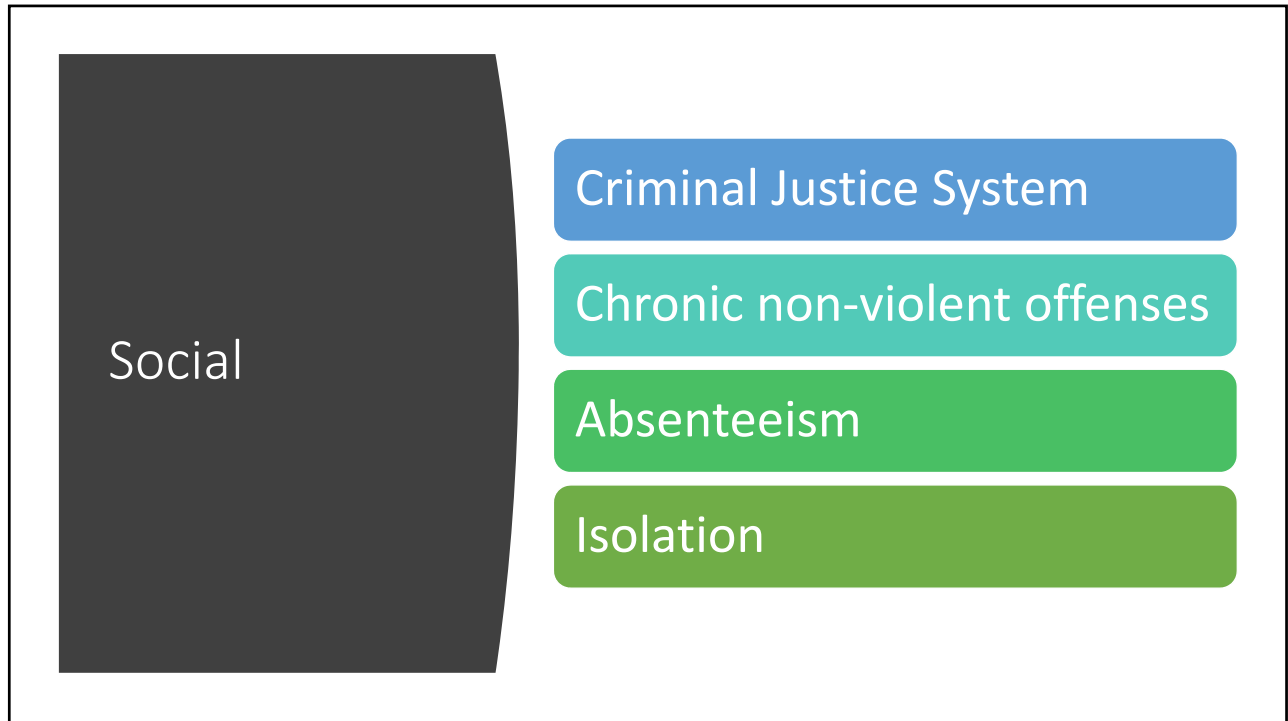 Social
Criminal Justice System
Chronic non-violent offenses
Absenteeism
Isolation